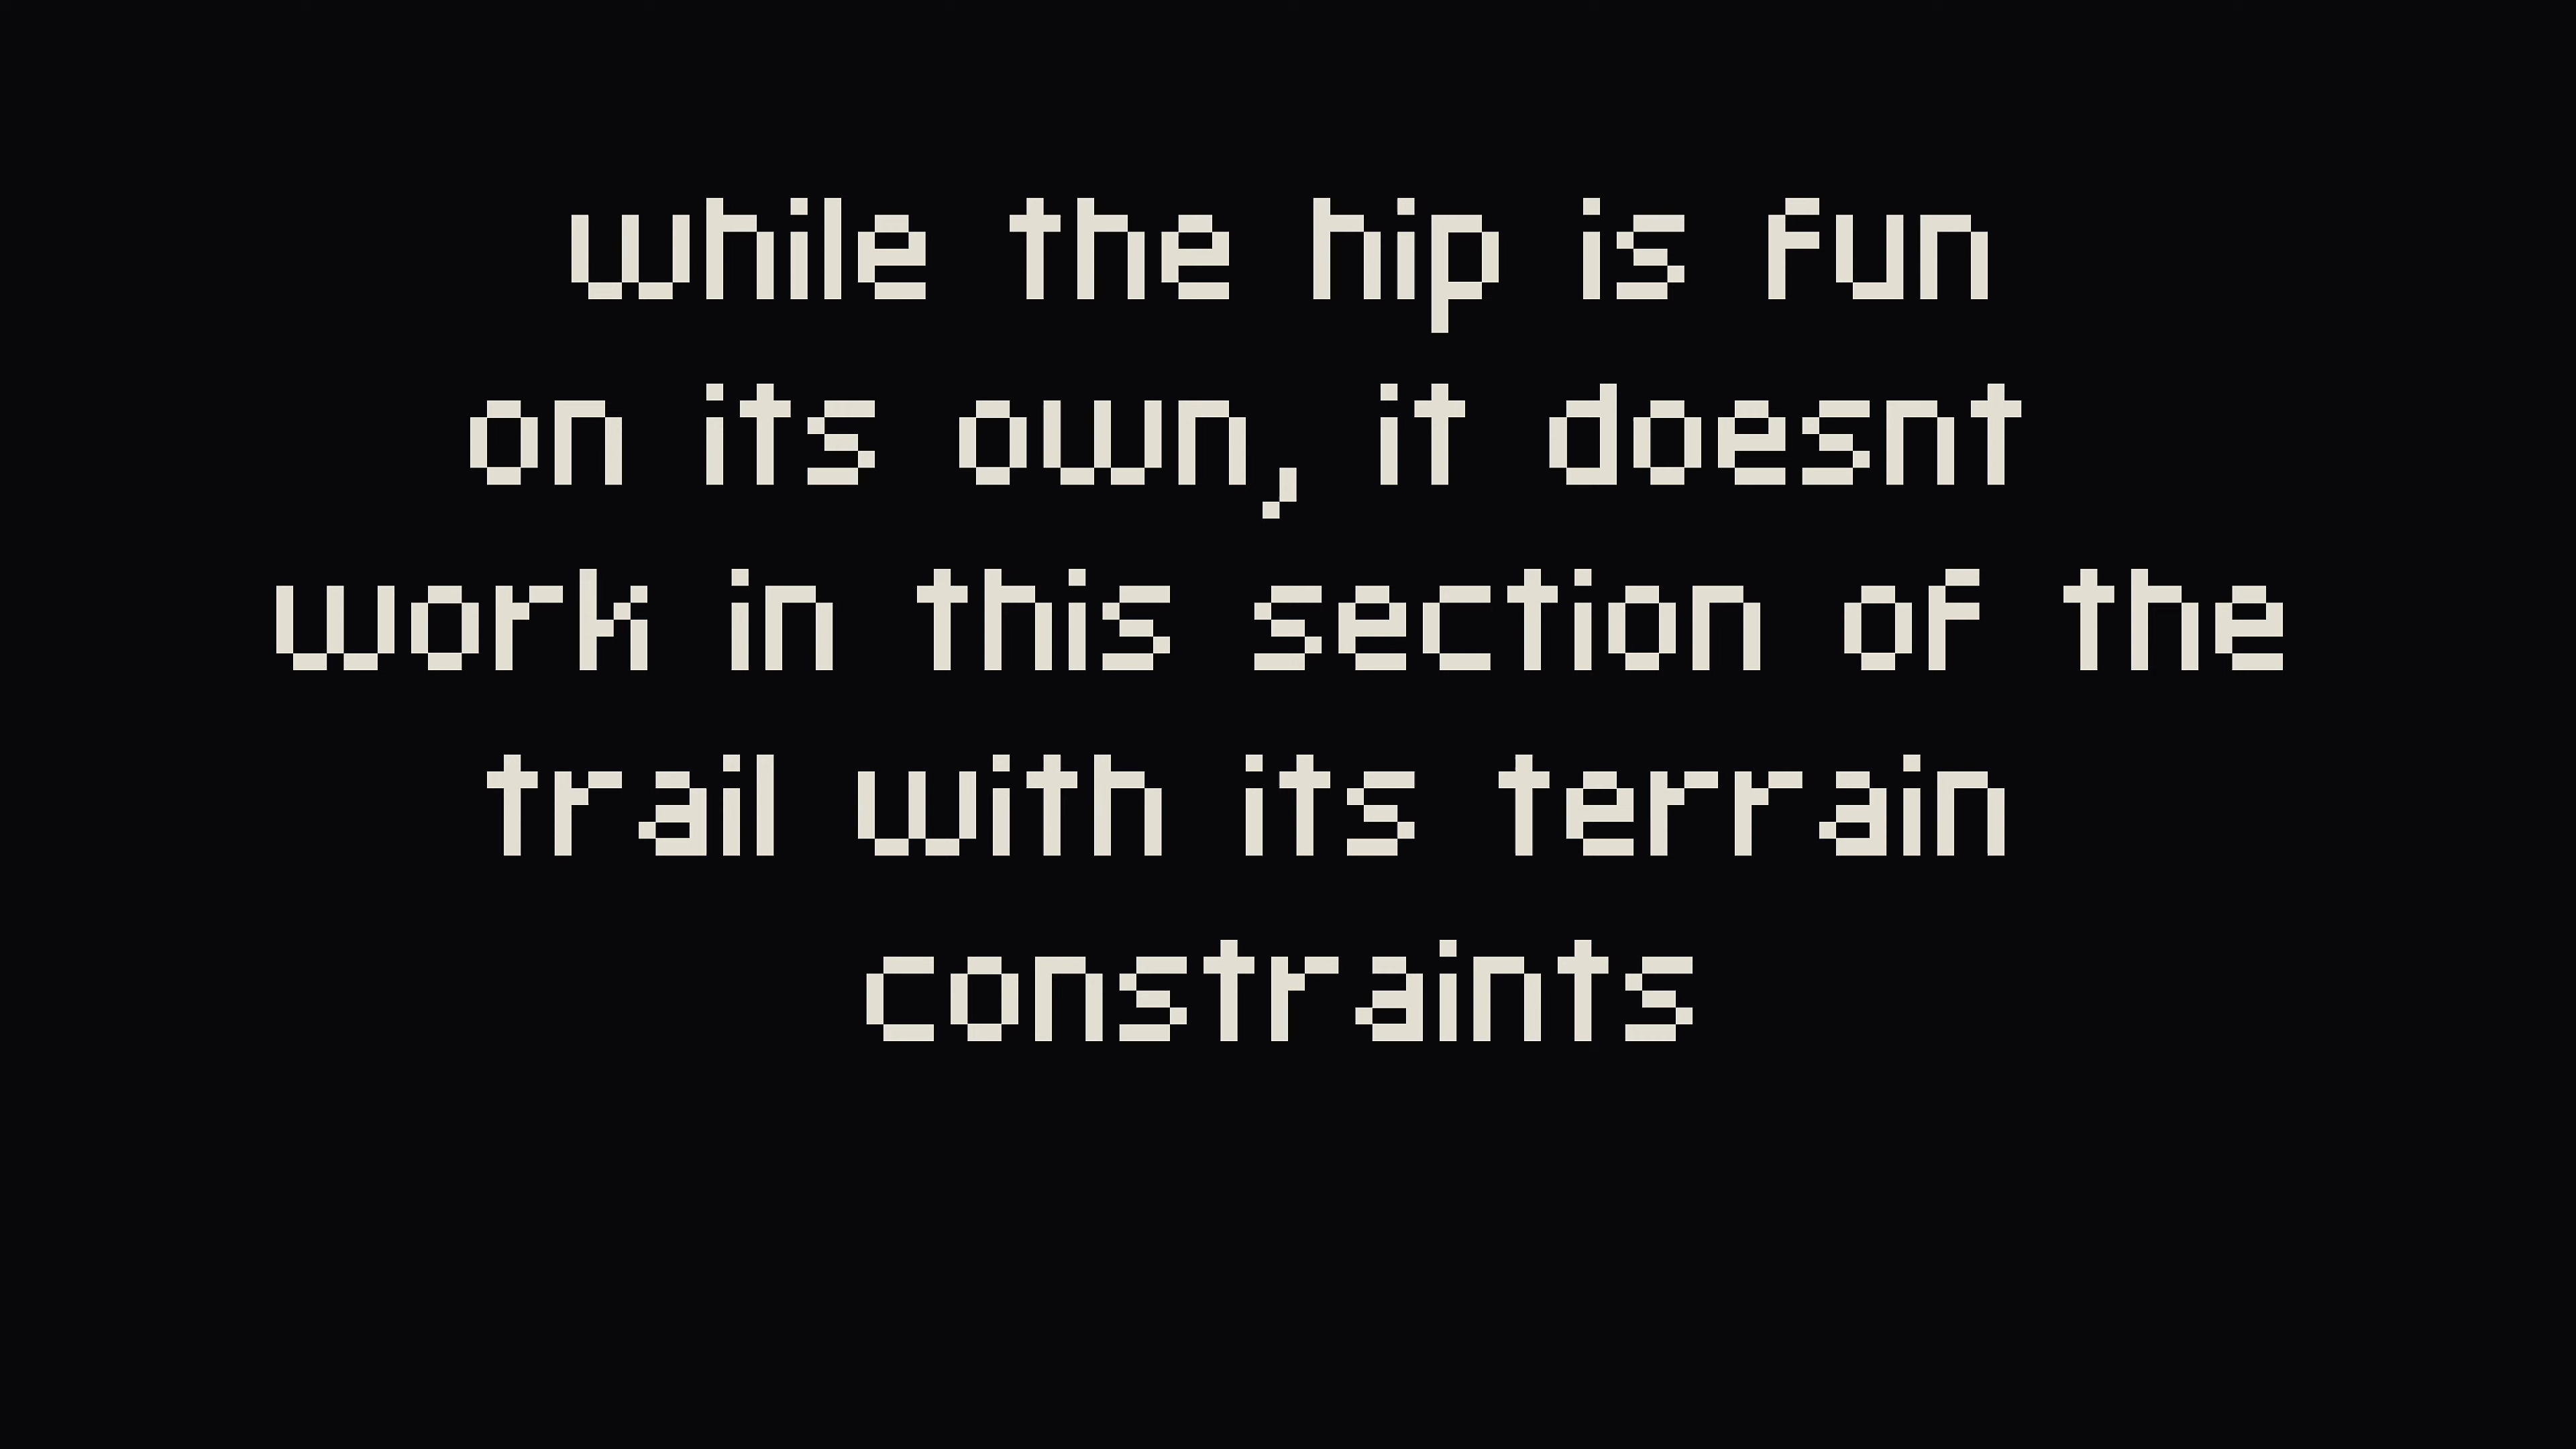 while the hip is fun
on its own, it doesnt
work in this section of the
trail with its terrain
constraints